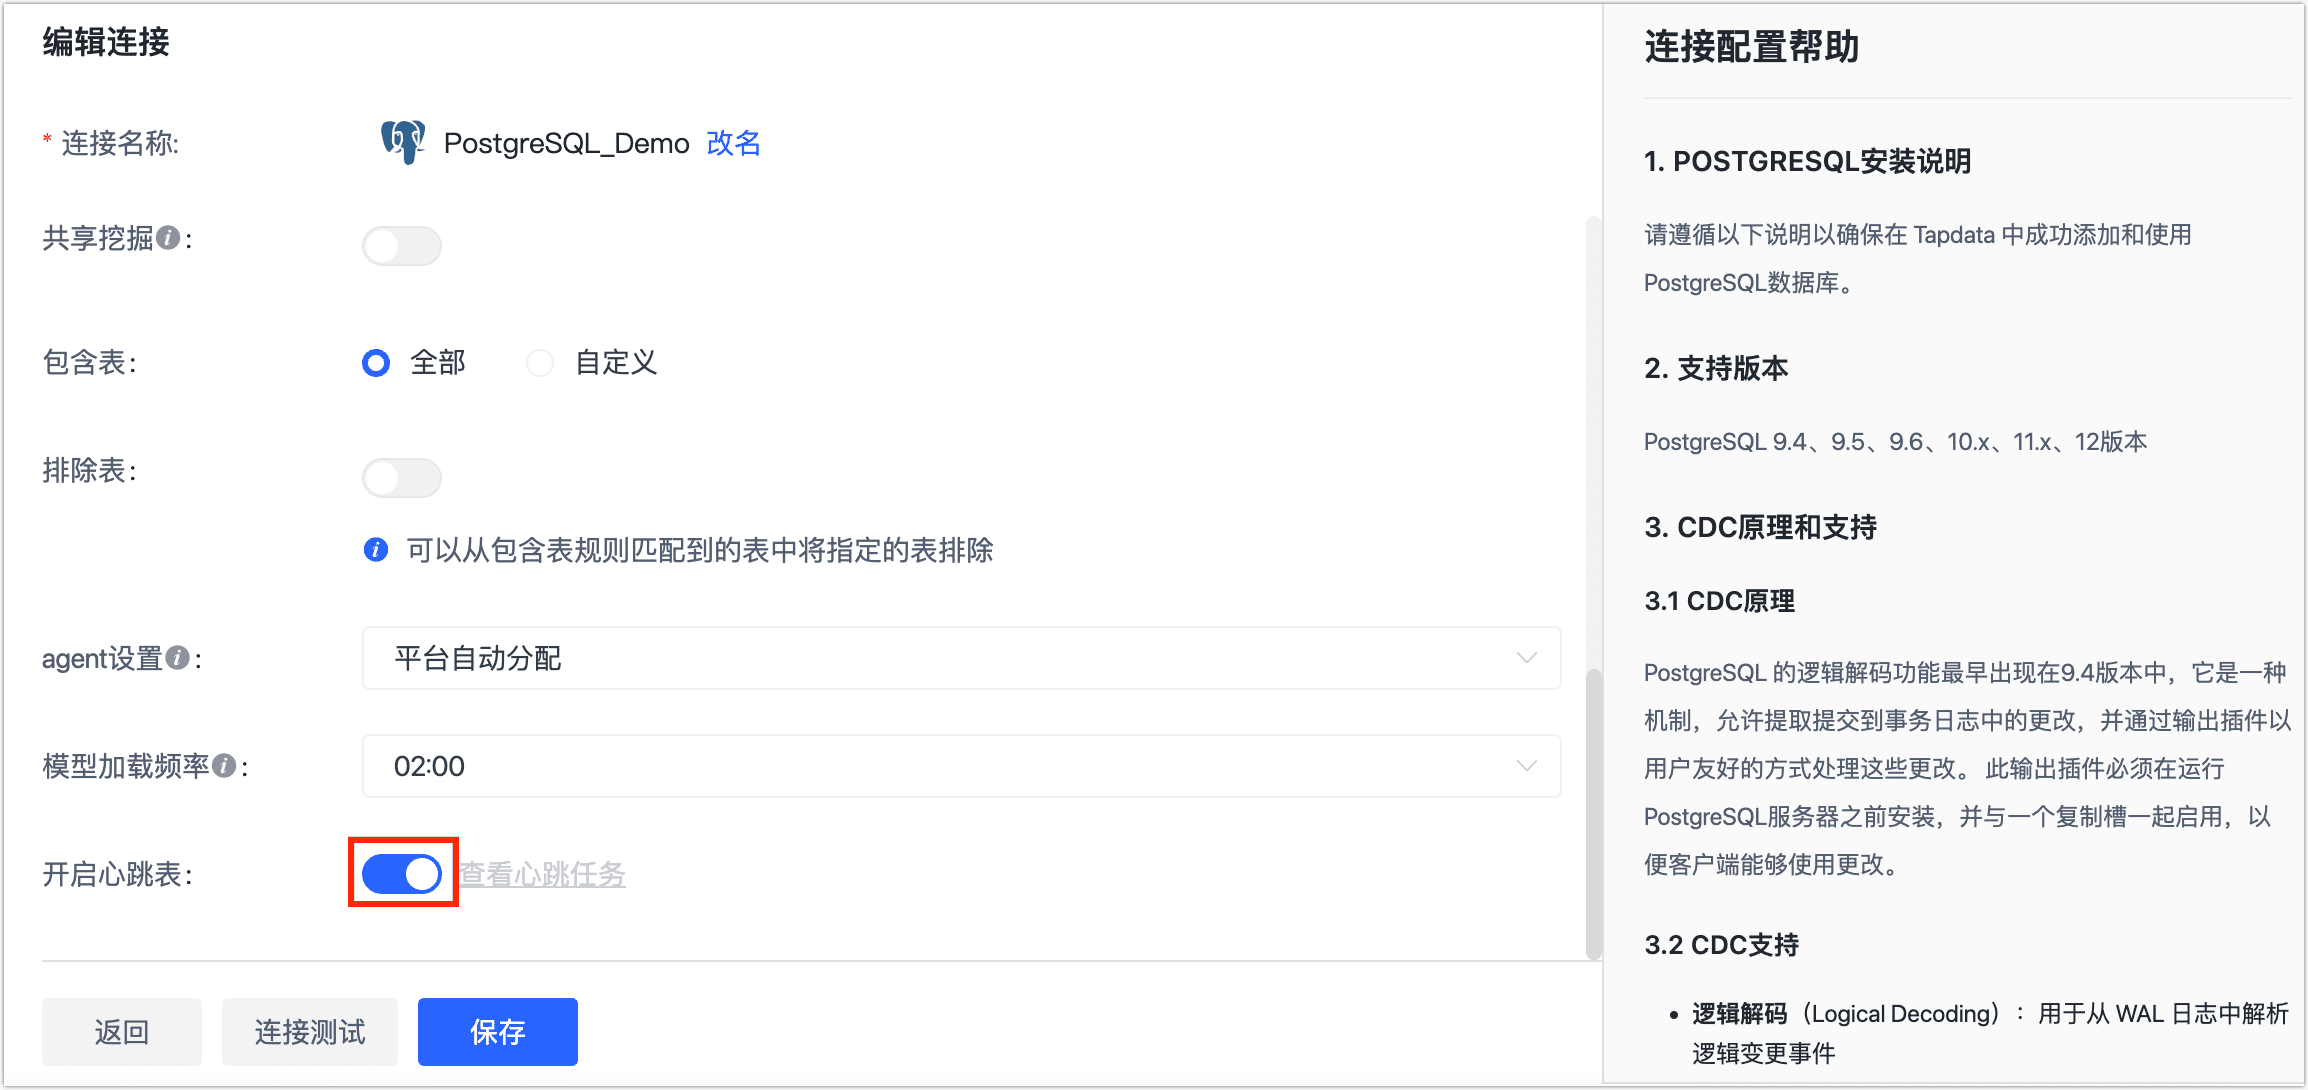 编辑连接
* 连接名称: PostgreSQL_Demo 改名
共享挖掘 :
包含表: 全部 自定义
排除表:
可以从包含表规则匹配到的表中将指定的表排除
agent设置 : 平台自动分配
模型加载频率 : 02:00
开启心跳表: 查看心跳任务
返回 连接测试 保存
连接配置帮助
1. POSTGRESQL安装说明
请遵循以下说明以确保在 Tapdata 中成功添加和使用
PostgreSQL数据库。
2. 支持版本
PostgreSQL 9.4、9.5、9.6、10.x、11.x、12版本
3. CDC原理和支持
3.1 CDC原理
PostgreSQL 的逻辑解码功能最早出现在9.4版本中，它是一种
机制，允许提取提交到事务日志中的更改，并通过输出插件以
用户友好的方式处理这些更改。 此输出插件必须在运行
PostgreSQL服务器之前安装，并与一个复制槽一起启用，以
便客户端能够使用更改。
3.2 CDC支持
• 逻辑解码（Logical Decoding）：用于从 WAL 日志中解析
逻辑变更事件